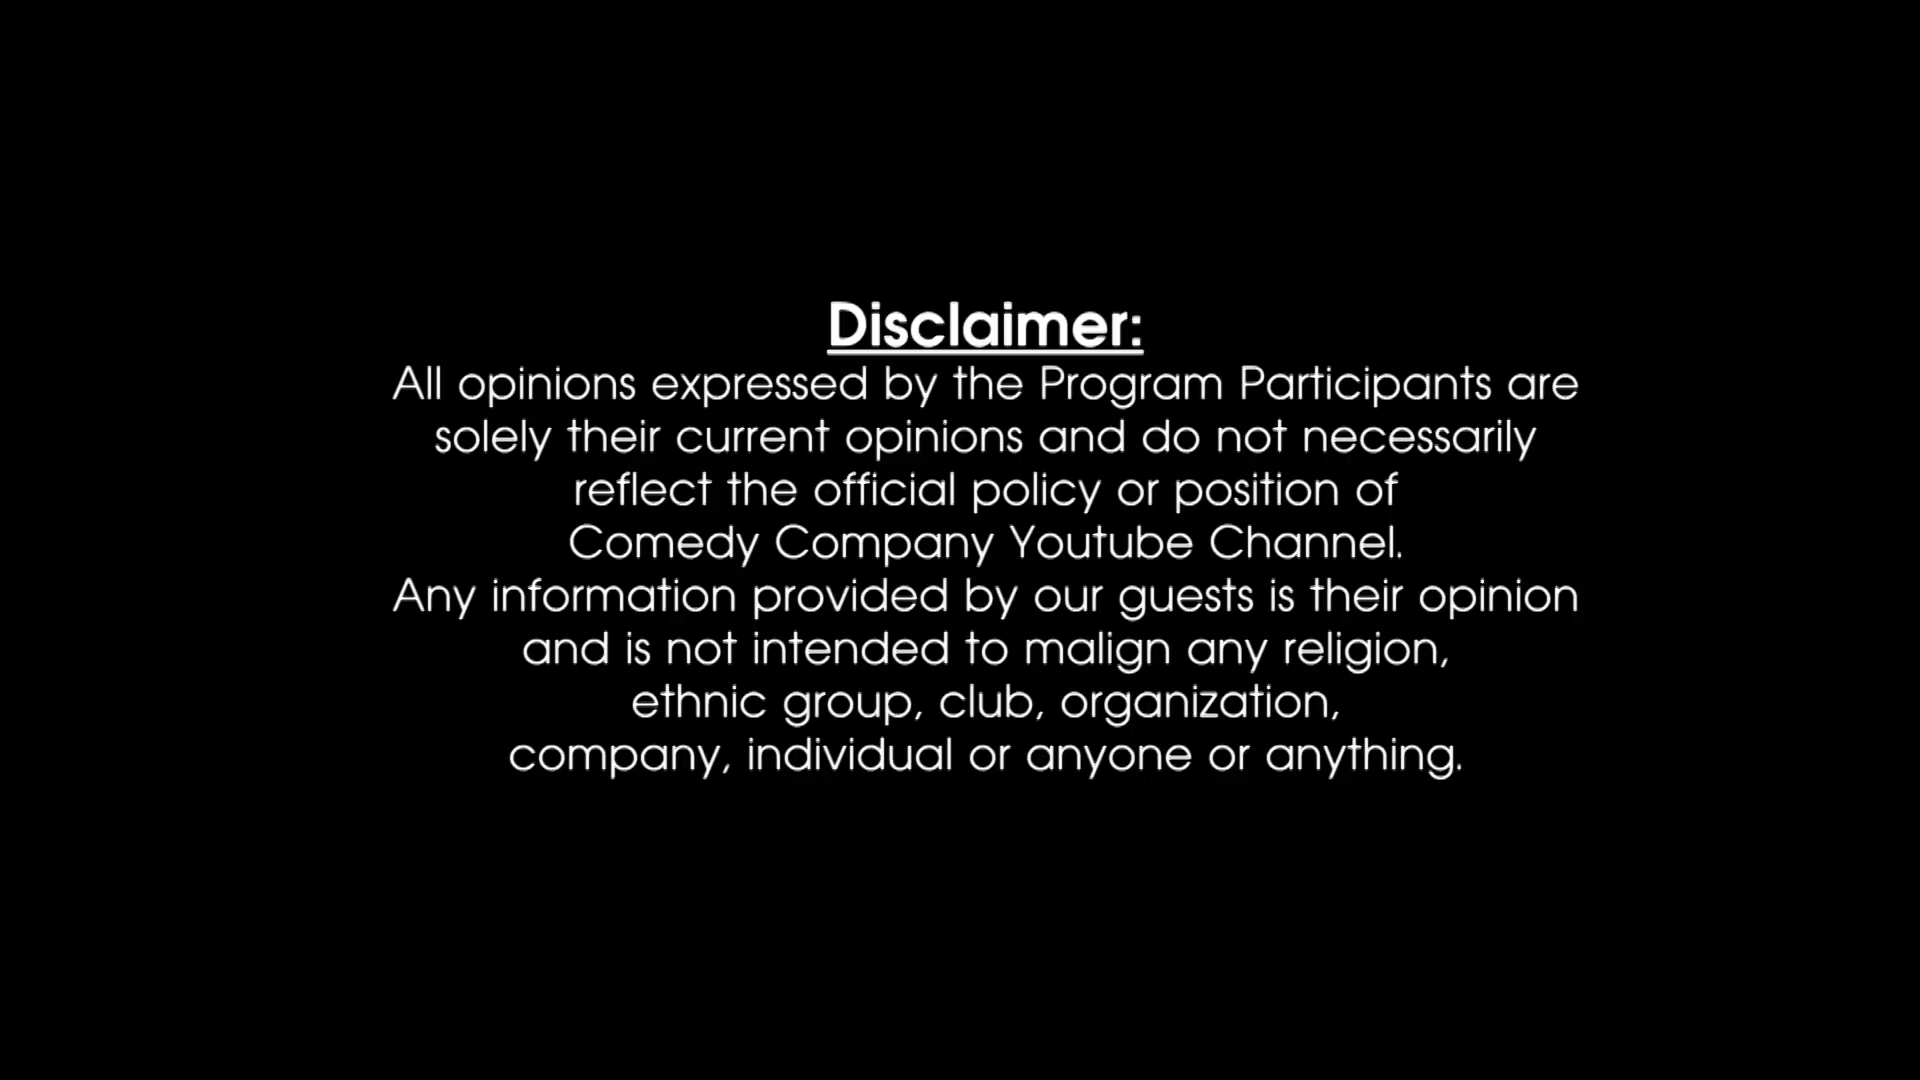 Disclaimer:
All opinions expressed by the Program Participants are
solely their current opinions and do not necessarily
reflect the official policy or position of
Comedy Company Youtube Channel.
Any information provided by our guests is their opinion
and is not intended to malign any religion,
ethnic group, club, organization,
company, individual or anyone or anything.